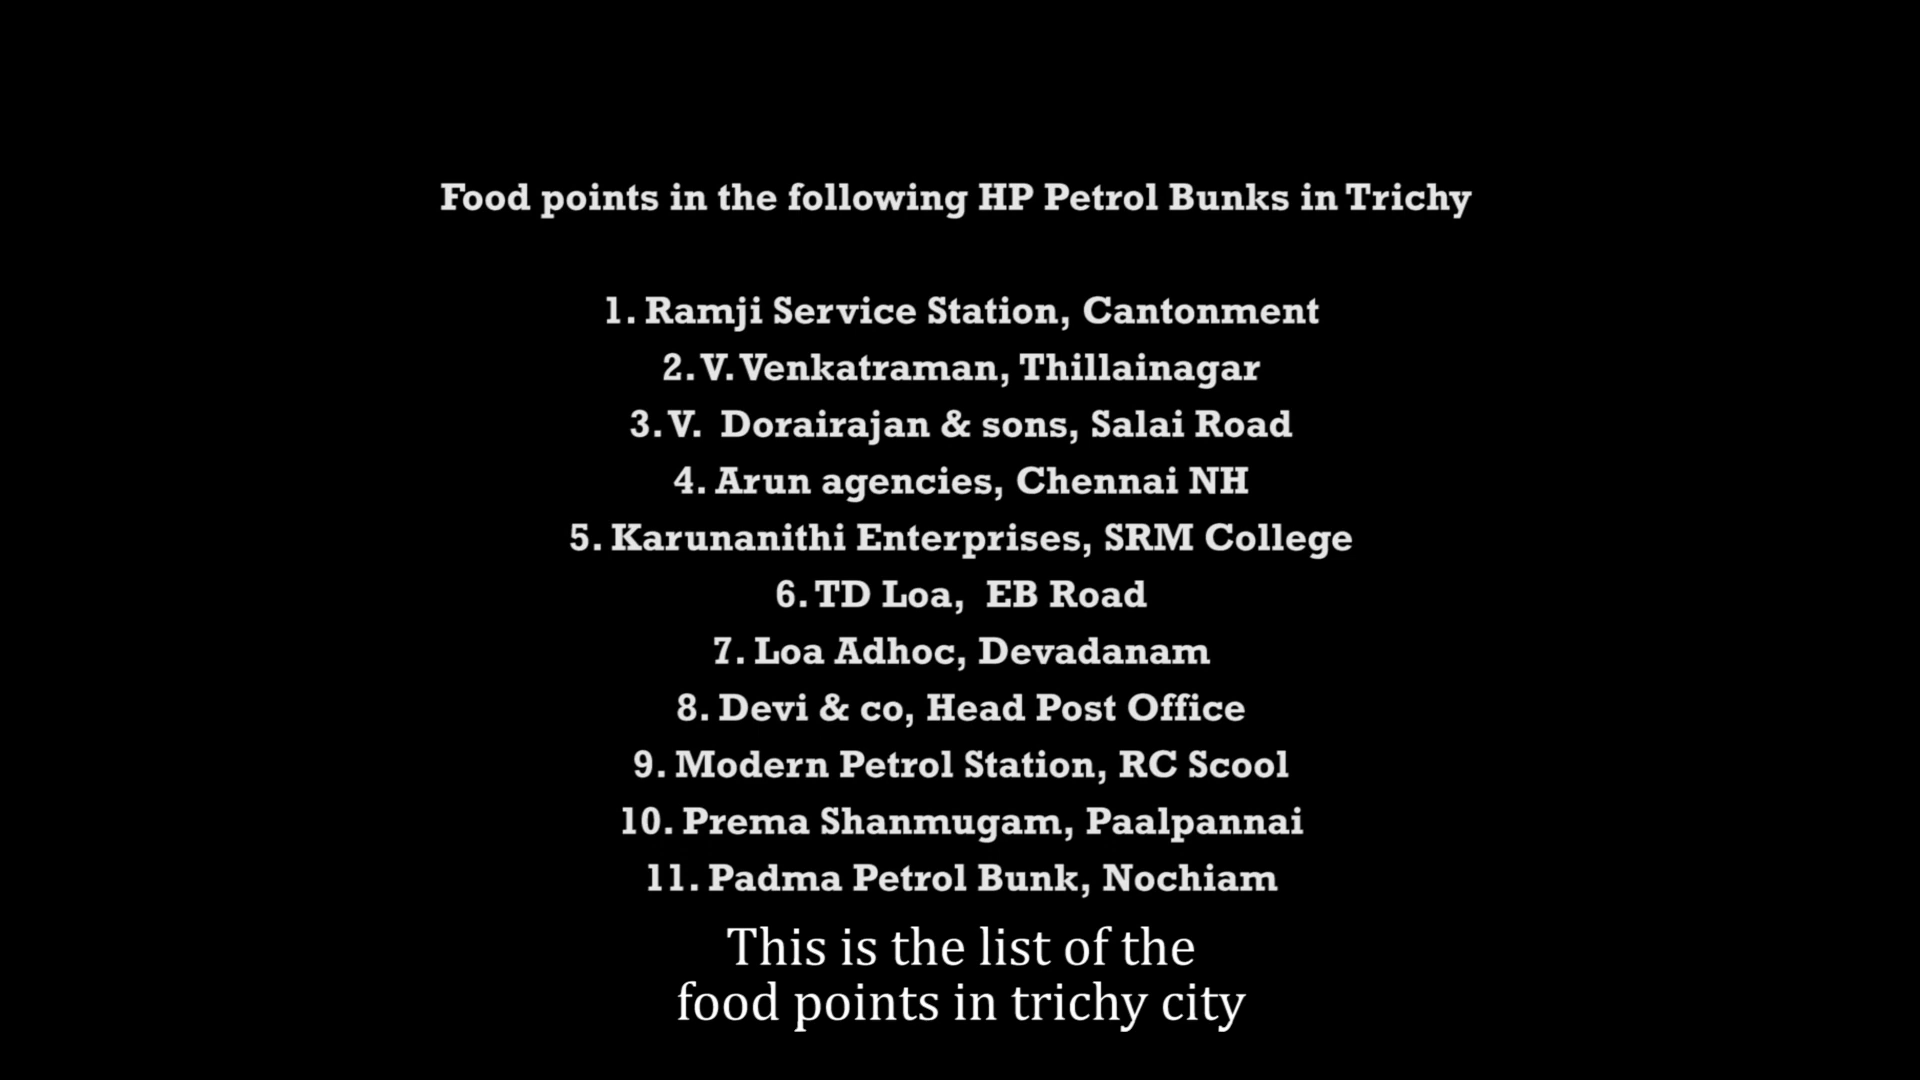 Food points in the following HP Petrol Bunks in Trichy
1. Ramji Service Station, Cantonment
2. V. Venkatraman, Thillainagar
3. V.  Dorairajan & sons, Salai Road
4. Arun agencies, Chennai NH
5. Karunanithi Enterprises, SRM College
6. TD Loa,  EB Road
7. Loa Adhoc, Devadanam
8. Devi & co, Head Post Office
9. Modern Petrol Station, RC Scool
10. Prema Shanmugam, Paalpannai
11. Padma Petrol Bunk, Nochiam
This is the list of the
food points in trichy city